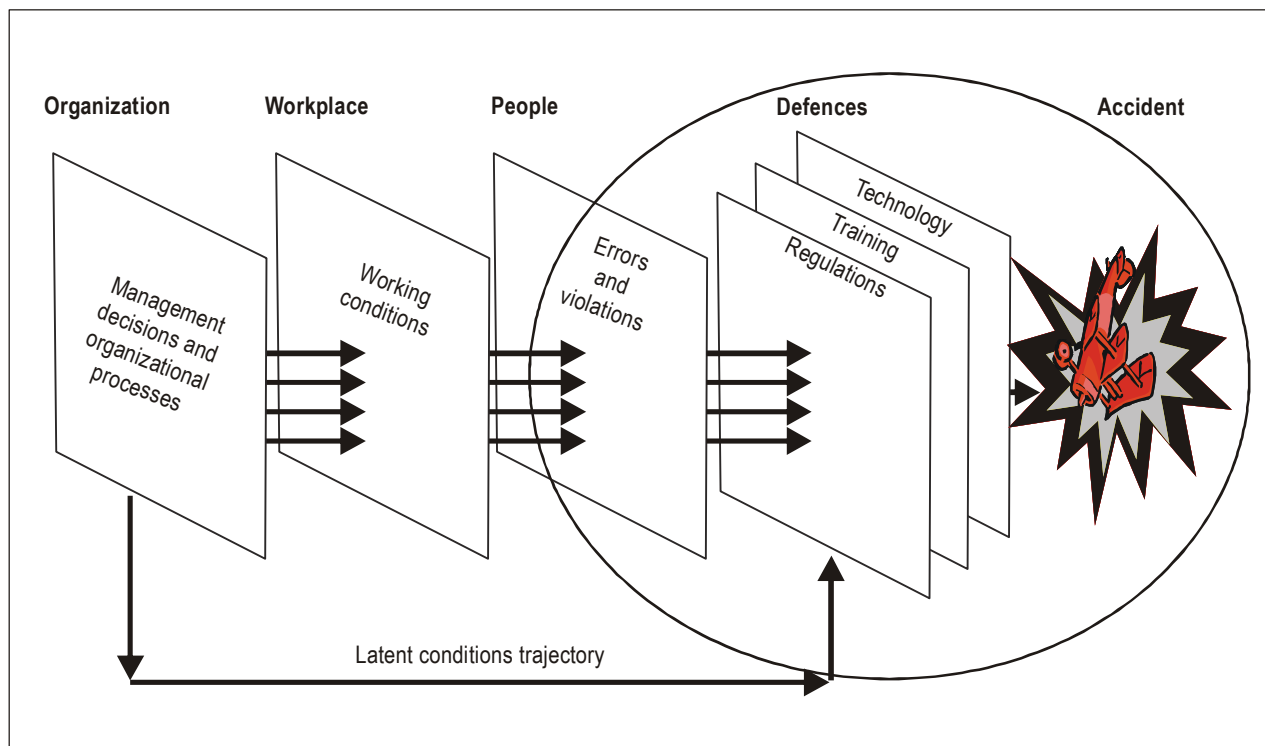 Organization
Workplace
People
Defences
Accident
Management
decisions and
organizational
processes
Working
conditions
Errors
and
violations
Technology
Training
Regulations
Latent conditions trajectory